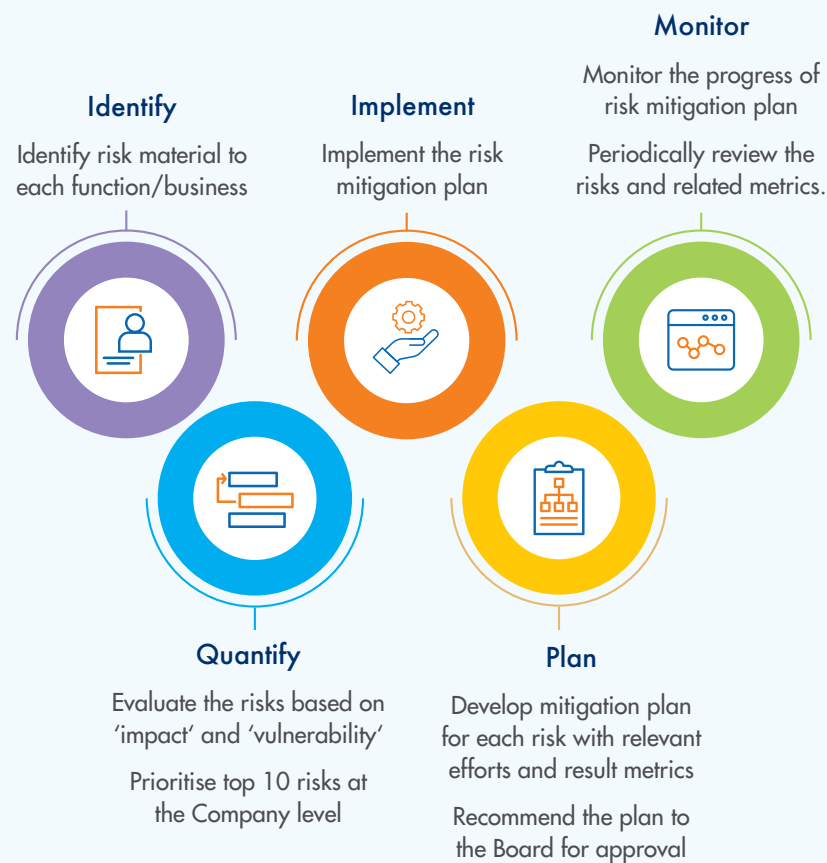 Identify
Identify risk material to
each function/business
Implement
Implement the risk
mitigation plan
Monitor
Monitor the progress of
risk mitigation plan
Periodically review the
risks and related metrics.
Quantify
Evaluate the risks based on
‘impact‘ and ‘vulnerability‘
Prioritise top 10 risks at
the Company level
Plan
Develop mitigation plan
for each risk with relevant
efforts and result metrics
Recommend the plan to
the Board for approval